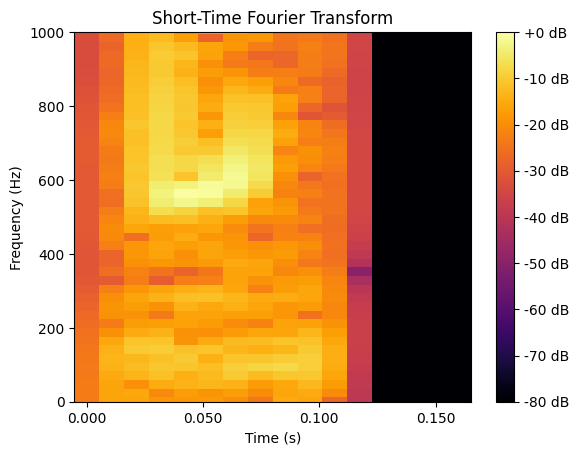 Short-Time Fourier Transform
1000
800
600
400
200
0
Frequency (Hz)
0.000
0.050
0.100
0.150
Time (s)
+0 dB
-10 dB
-20 dB
-30 dB
-40 dB
-50 dB
-60 dB
-70 dB
-80 dB